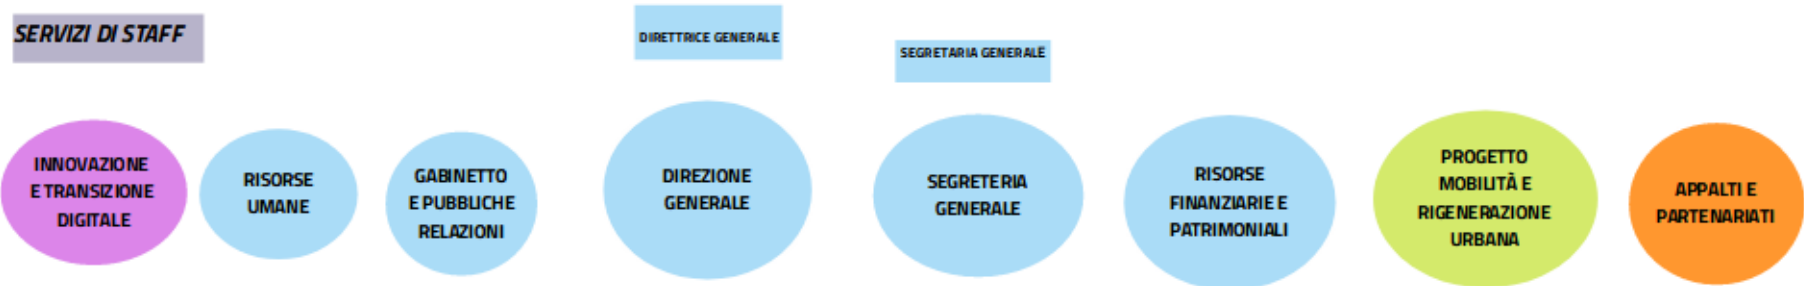 SERVIZI DI STAFF
DIRETTRICE GENERALE
SEGRETARIA GENERALE
INNOVAZIONE
E TRANSIZIONE
DIGITALE
RISORSE
UMANE
GABINETTO
E PUBBLICHE
RELAZIONI
DIREZIONE
GENERALE
SEGRETERIA
GENERALE
RISORSE
FINANZIARIE E
PATRIMONIALI
PROGETTO
MOBILITÀ E
RIGENERAZIONE
URBANA
APPALTI E
PARTENARIATI